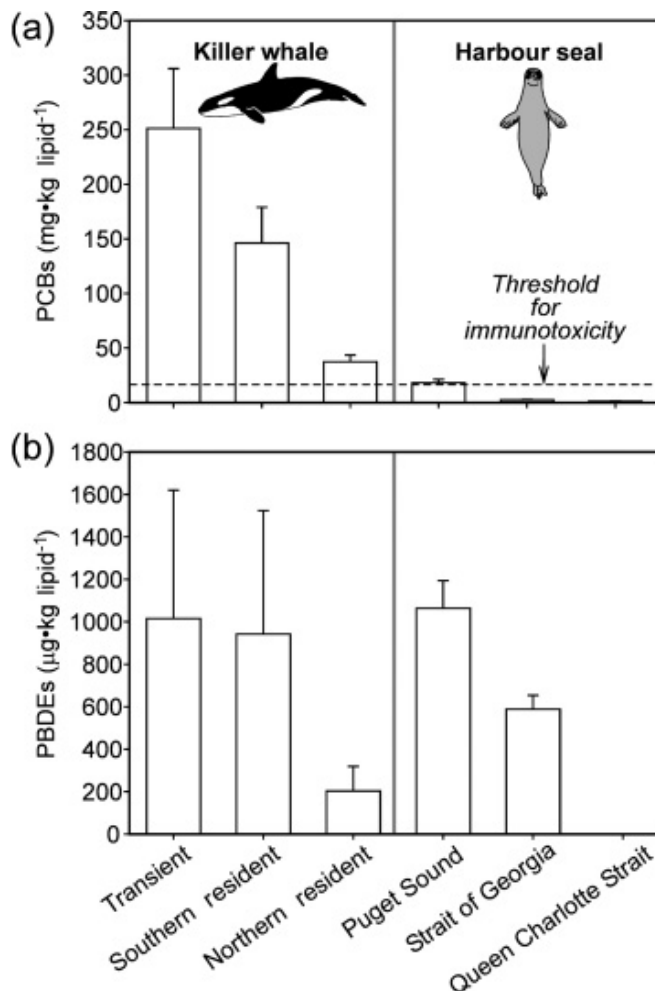 (a)
Killer whale
Harbour seal
PCBs (mg•kg lipid⁻¹)
350
300
250
200
150
100
50
0
Threshold
for
immunotoxicity
(b)
PBDEs (µg•kg lipid⁻¹)
1800
1600
1400
1200
1000
800
600
400
200
0
Transient
Southern resident
Northern resident
Puget Sound
Strait of Georgia
Queen Charlotte Strait